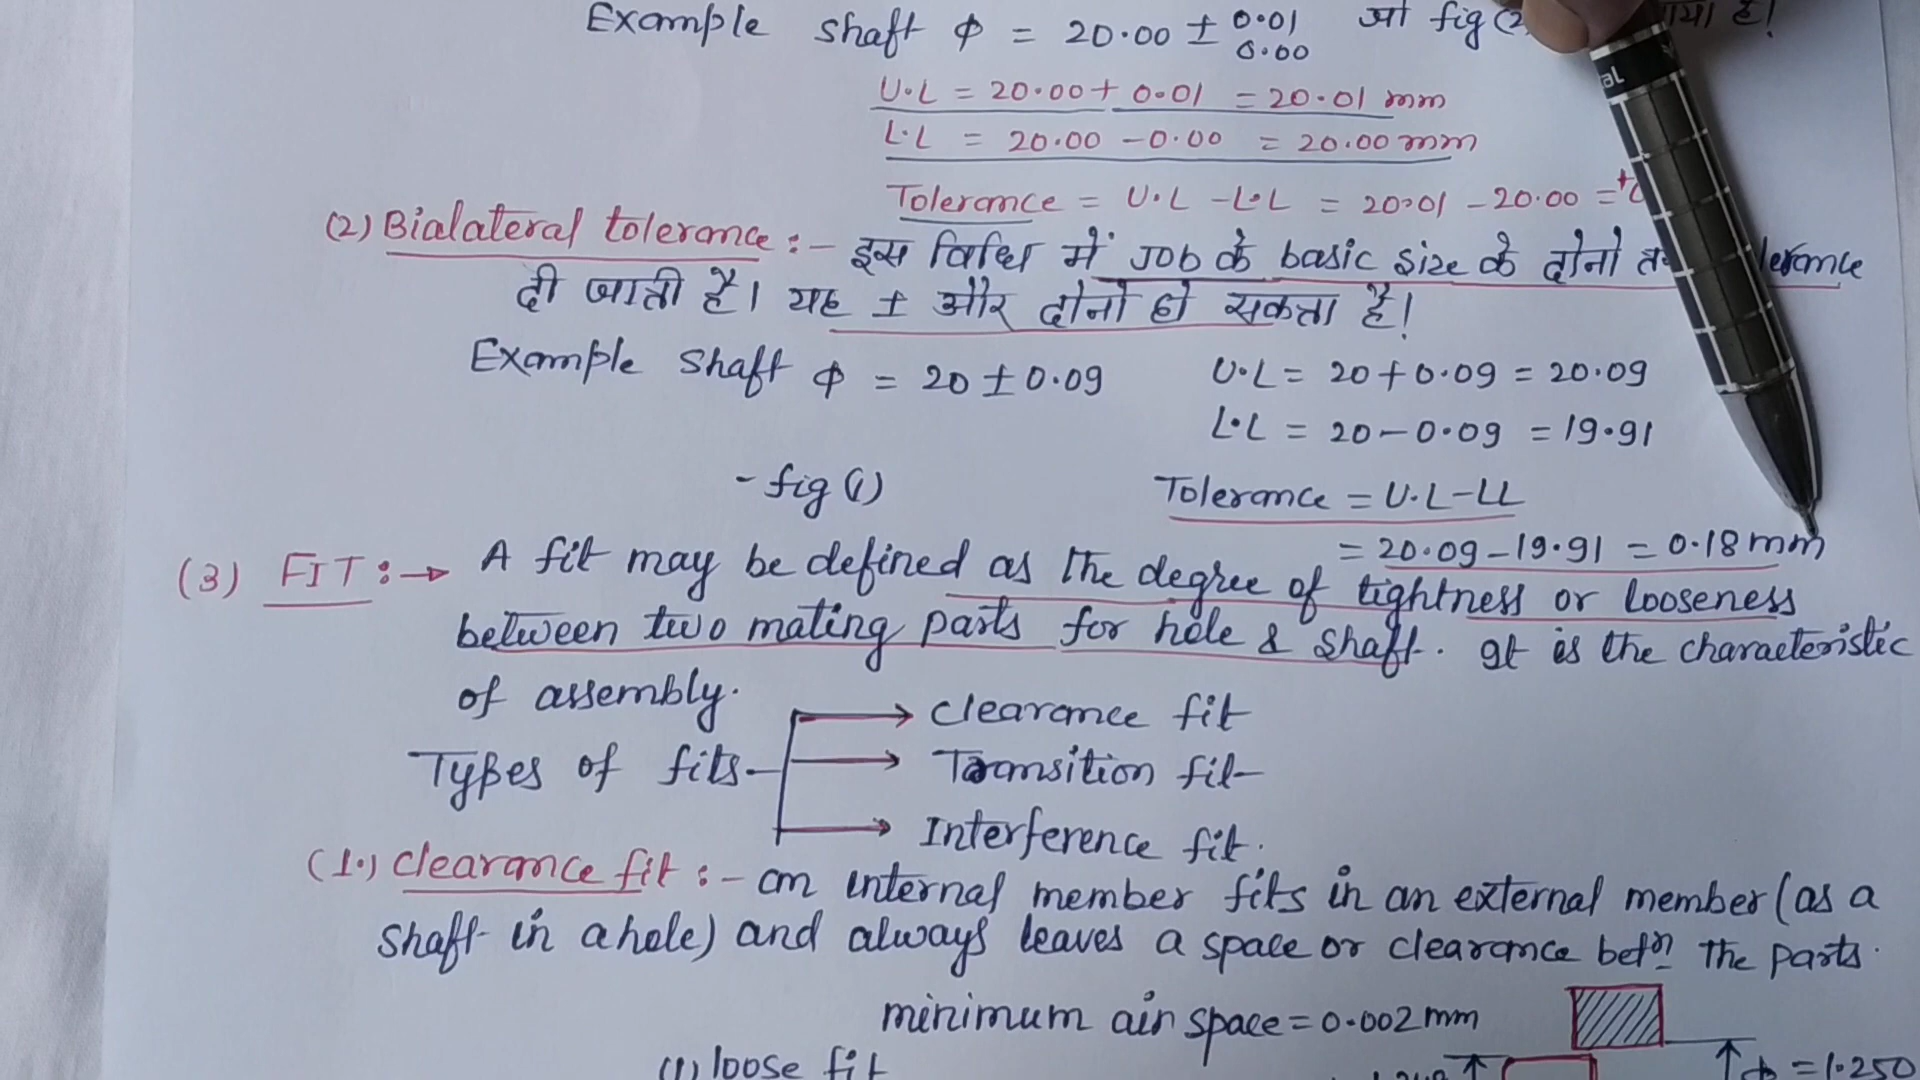 Example shaft ϕ = 20.00 ± 0.01 0.00 जो fig (2
U.L = 20.00 + 0.01 = 20.01 mm
L.L = 20.00 - 0.00 = 20.00 mm
Tolerance = U.L - L.L = 20.01 - 20.00 = +
(2) Bialateral tolerance :- इस विधि में Job के basic size के दोनो
दी जाती है। यह ± और दोनो हो सकता है!
Example Shaft ϕ = 20 ± 0.09
U.L = 20 + 0.09 = 20.09
L.L = 20 - 0.09 = 19.91
- fig (1)
Tolerance = U.L - LL
= 20.09 - 19.91 = 0.18 mm
(3) FIT :→ A fit may be defined as the degree of tightness or looseness
between two mating parts for hole & shaft. It is the characteristic
of assembly.
Types of fits-
→ Clearance fit
→ Transition fit
→ Interference fit.
(1.) Clearance fit :- an internal member fits in an external member (as a
shaft in a hole) and always leaves a space or clearance betn the parts.
minimum air space = 0.002 mm
(1) loose fit
ϕ = 1.250